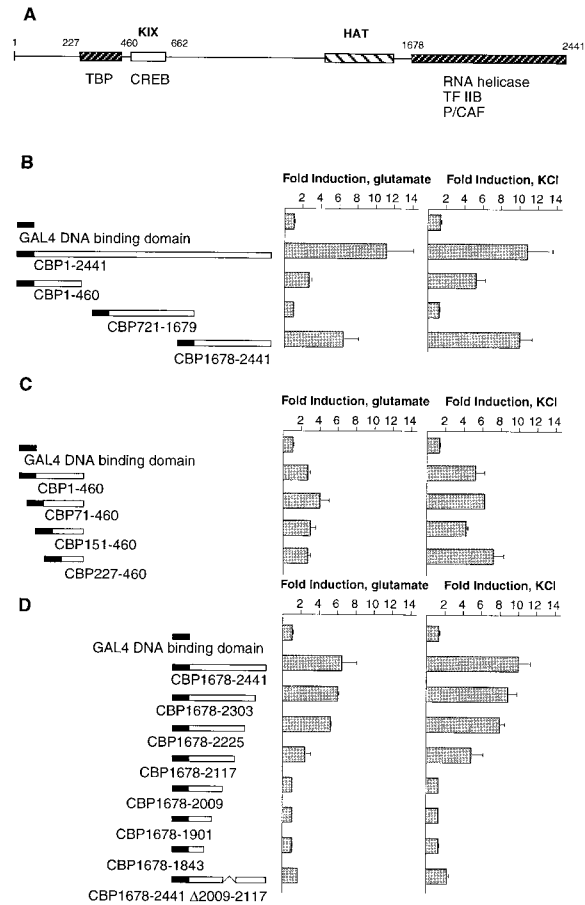 A
KIX
HAT
1 227 460 662 1678 2441
TBP CREB
RNA helicase
TF IIB
P/CAF
B
Fold Induction, glutamate
2 4 6 8 10 12 14
Fold Induction, KCl
2 4 6 8 10 12 14
GAL4 DNA binding domain
CBP1-2441
CBP1-460
CBP721-1679
CBP1678-2441
C
Fold Induction, glutamate
2 4 6 8 10 12 14
Fold Induction, KCl
2 4 6 8 10 12 14
GAL4 DNA binding domain
CBP1-460
CBP71-460
CBP151-460
CBP227-460
D
Fold Induction, glutamate
2 4 6 8 10 12 14
Fold Induction, KCl
2 4 6 8 10 12 14
GAL4 DNA binding domain
CBP1678-2441
CBP1678-2303
CBP1678-2225
CBP1678-2117
CBP1678-2009
CBP1678-1901
CBP1678-1843
CBP1678-2441 Δ2009-2117